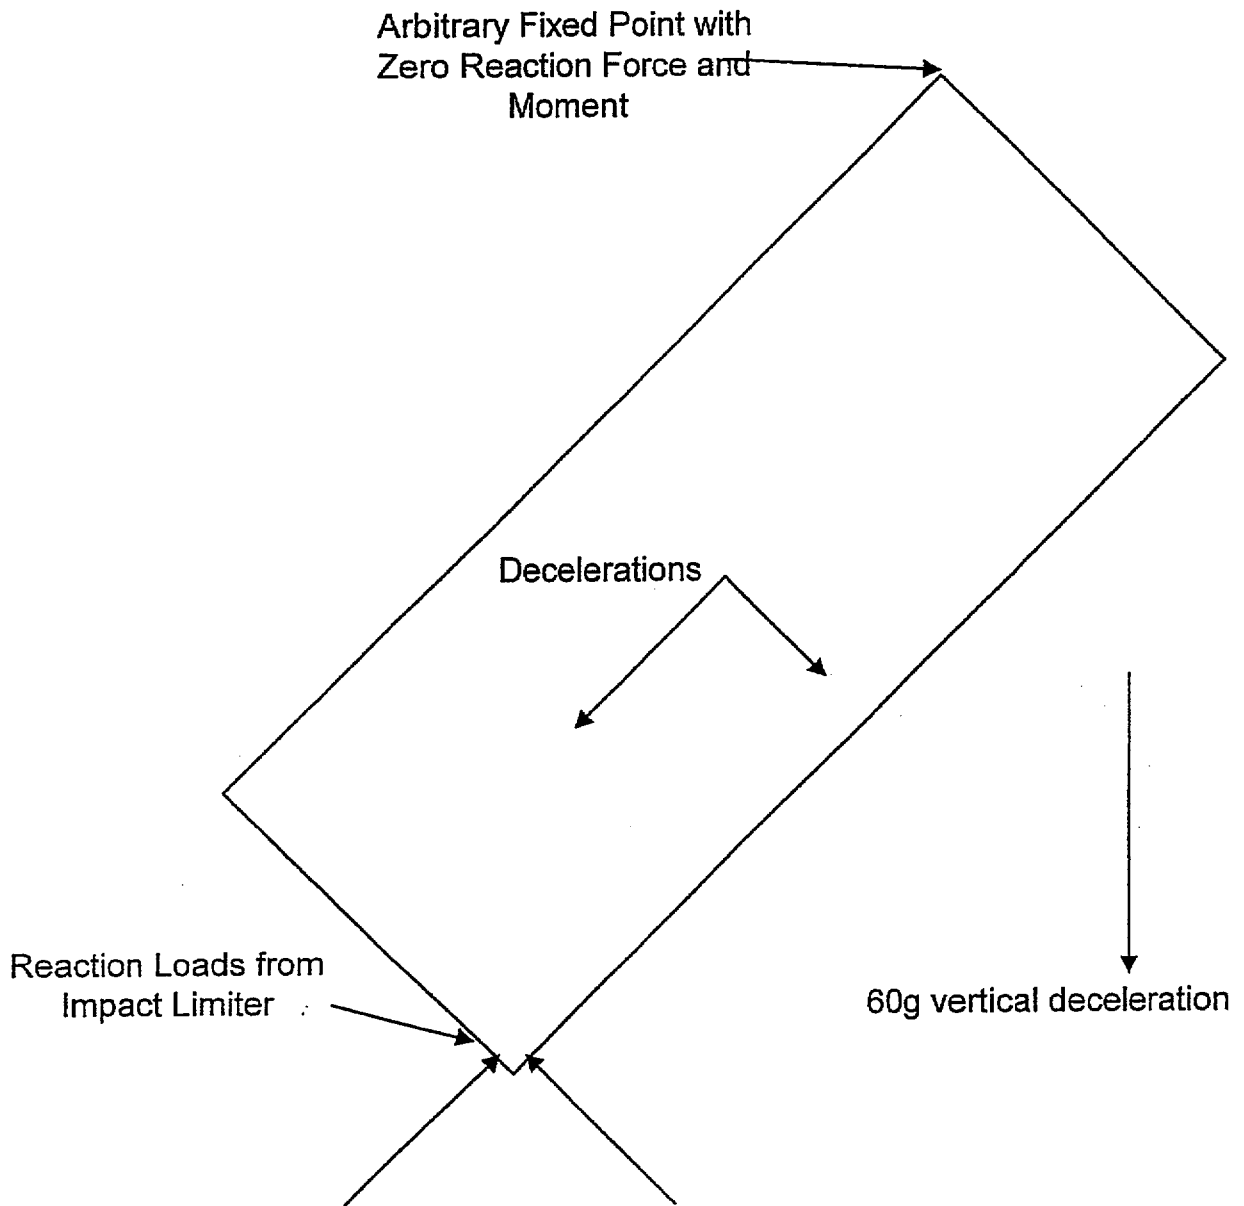 Arbitrary Fixed Point with
Zero Reaction Force and
Moment
Decelerations
Reaction Loads from
Impact Limiter
60g vertical deceleration